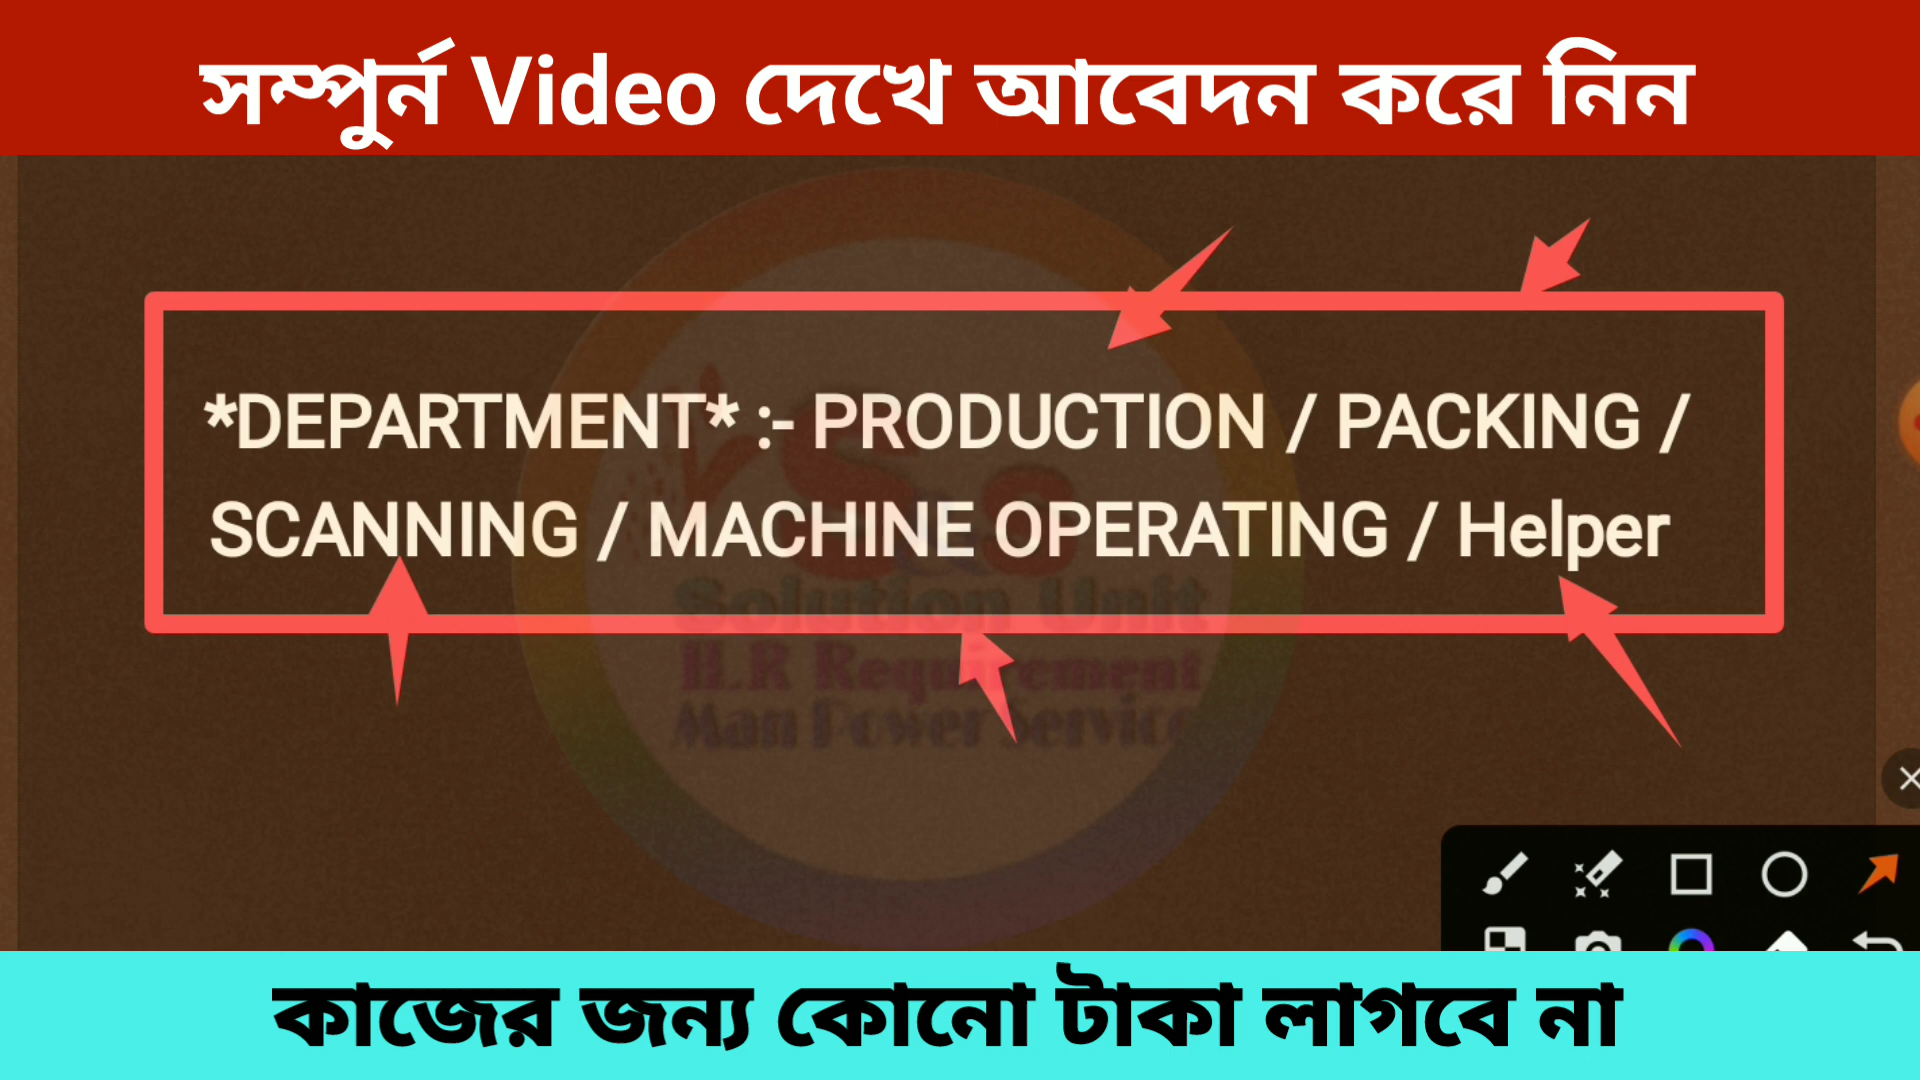 সম্পুর্ন Video দেখে আবেদন করে নিন
*DEPARTMENT* :- PRODUCTION / PACKING /
SCANNING / MACHINE OPERATING / Helper
Solution Unit
H.R Requirement
Man Power Service
কাজের জন্য কোনো টাকা লাগবে না